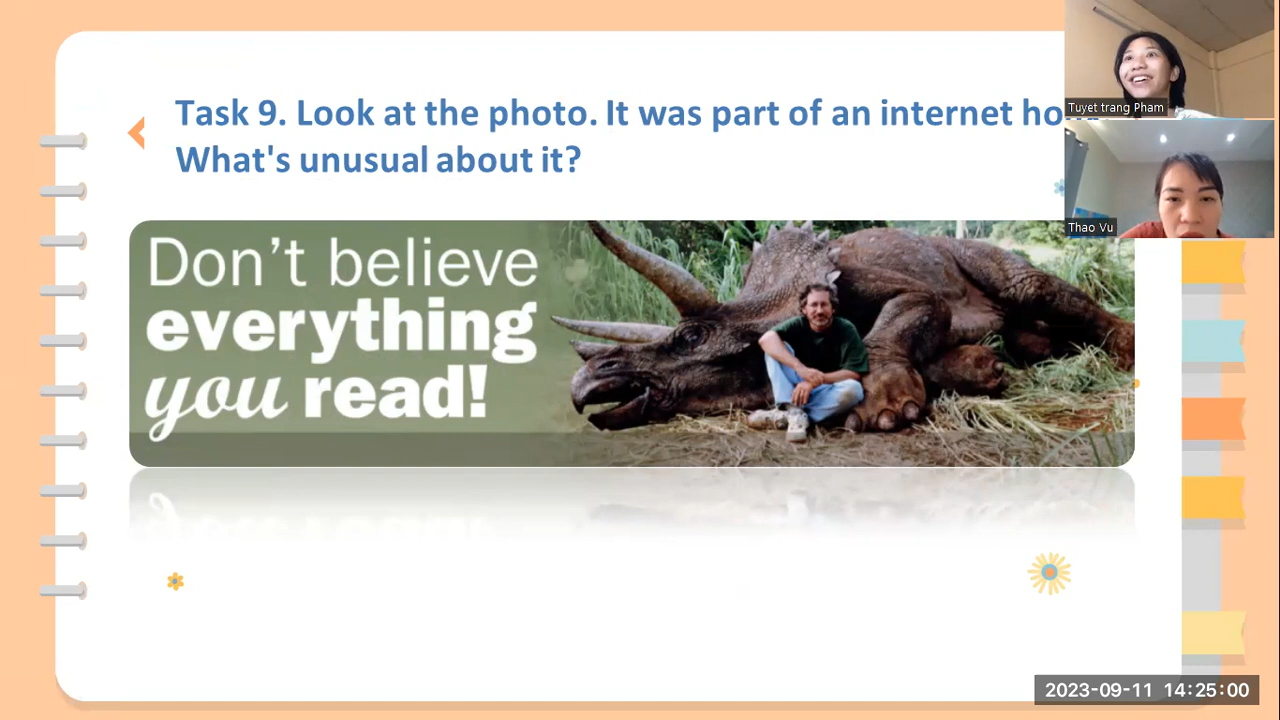 Task 9. Look at the photo. It was part of an internet
What's unusual about it?
Don't believe
everything
you read!
Tuyet trang Pham
Thao Vu
2023-09-11 14:25:00